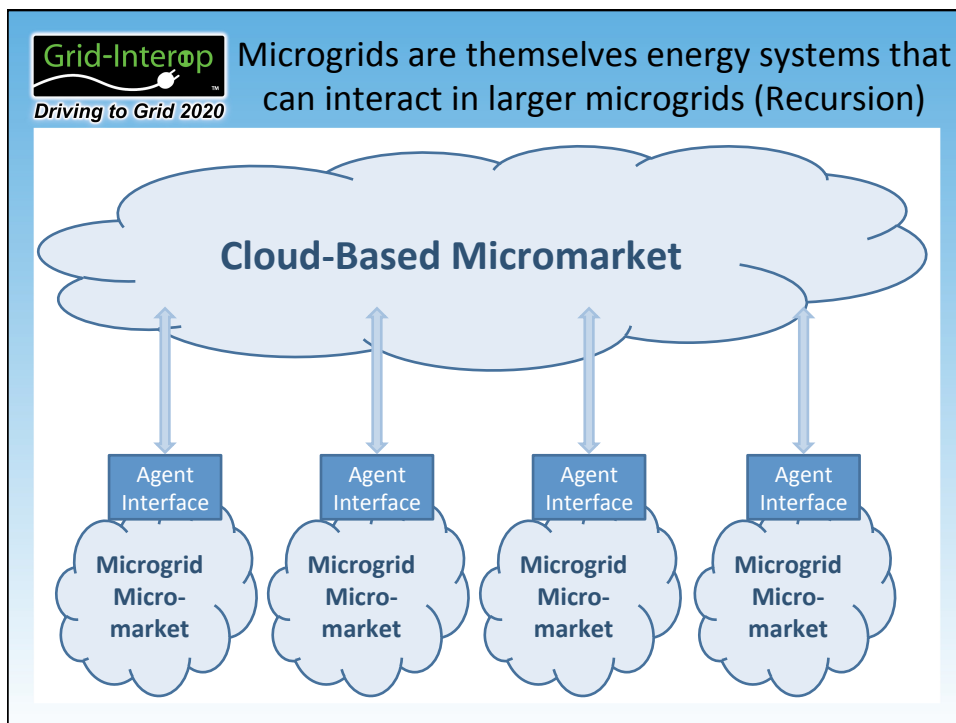 Grid-Interop
™
Driving to Grid 2020
Microgrids are themselves energy systems that
can interact in larger microgrids (Recursion)
Cloud-Based Micromarket
Agent
Interface
Agent
Interface
Agent
Interface
Agent
Interface
Microgrid
Micro-
market
Microgrid
Micro-
market
Microgrid
Micro-
market
Microgrid
Micro-
market